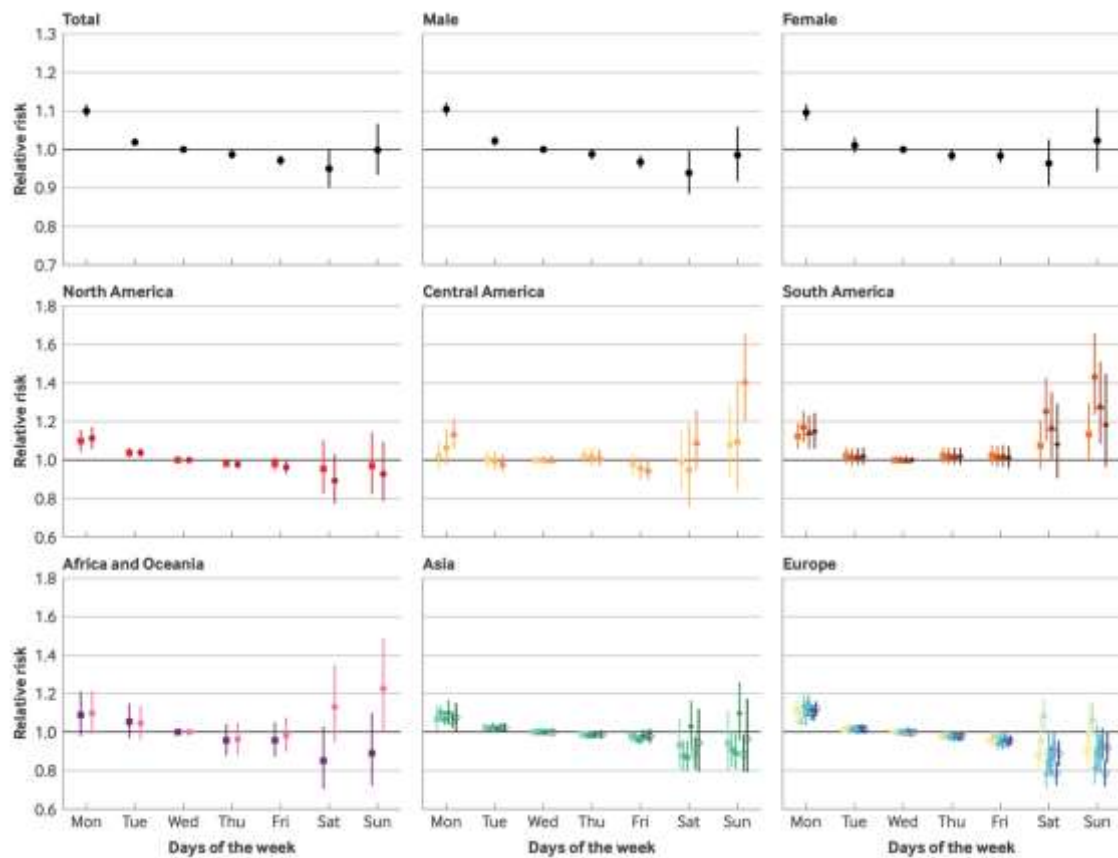 Total Male Female
1.3
1.2
1.1
1.0
0.9
0.8
0.7
Relative risk
North America Central America South America
1.8
1.6
1.4
1.2
1.0
0.8
0.6
Relative risk
Africa and Oceania Asia Europe
1.8
1.6
1.4
1.2
1.0
0.8
0.6
Relative risk
Mon Tue Wed Thu Fri Sat Sun Mon Tue Wed Thu Fri Sat Sun Mon Tue Wed Thu Fri Sat Sun
Days of the week Days of the week Days of the week